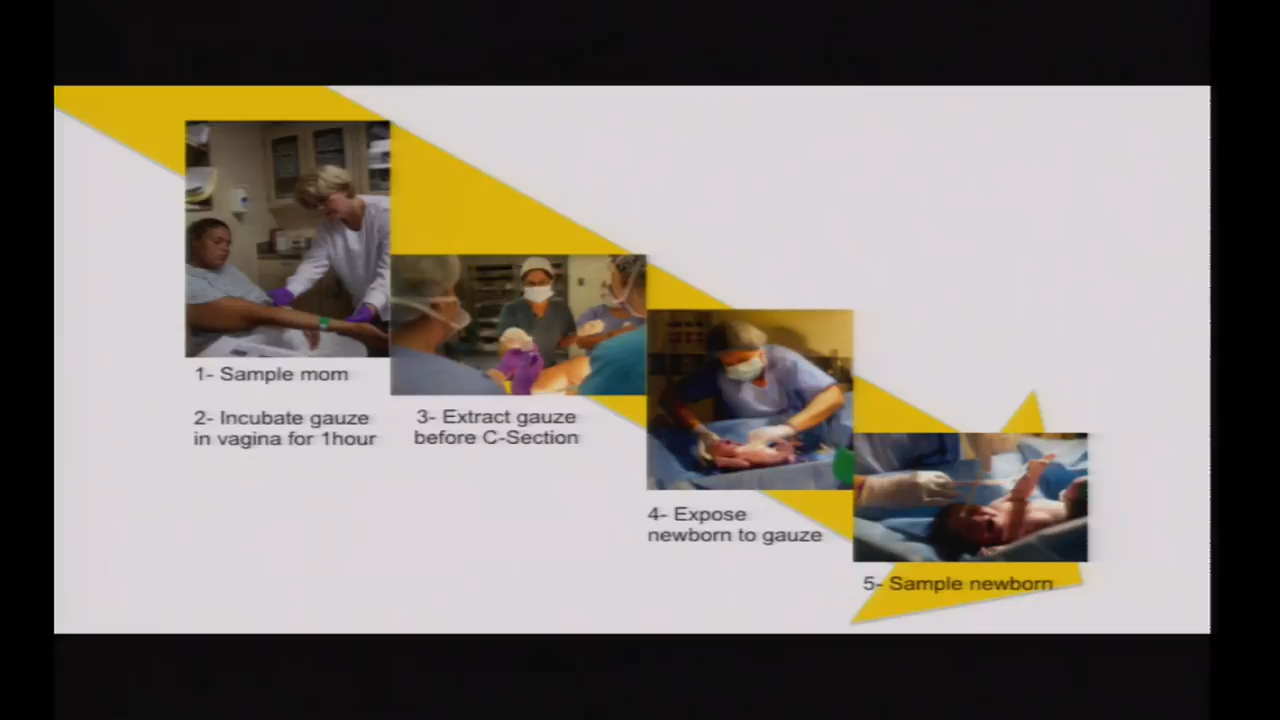 1- Sample mom
2- Incubate gauze
in vagina for 1hour
3- Extract gauze
before C-Section
4- Expose
newborn to gauze
5- Sample newborn